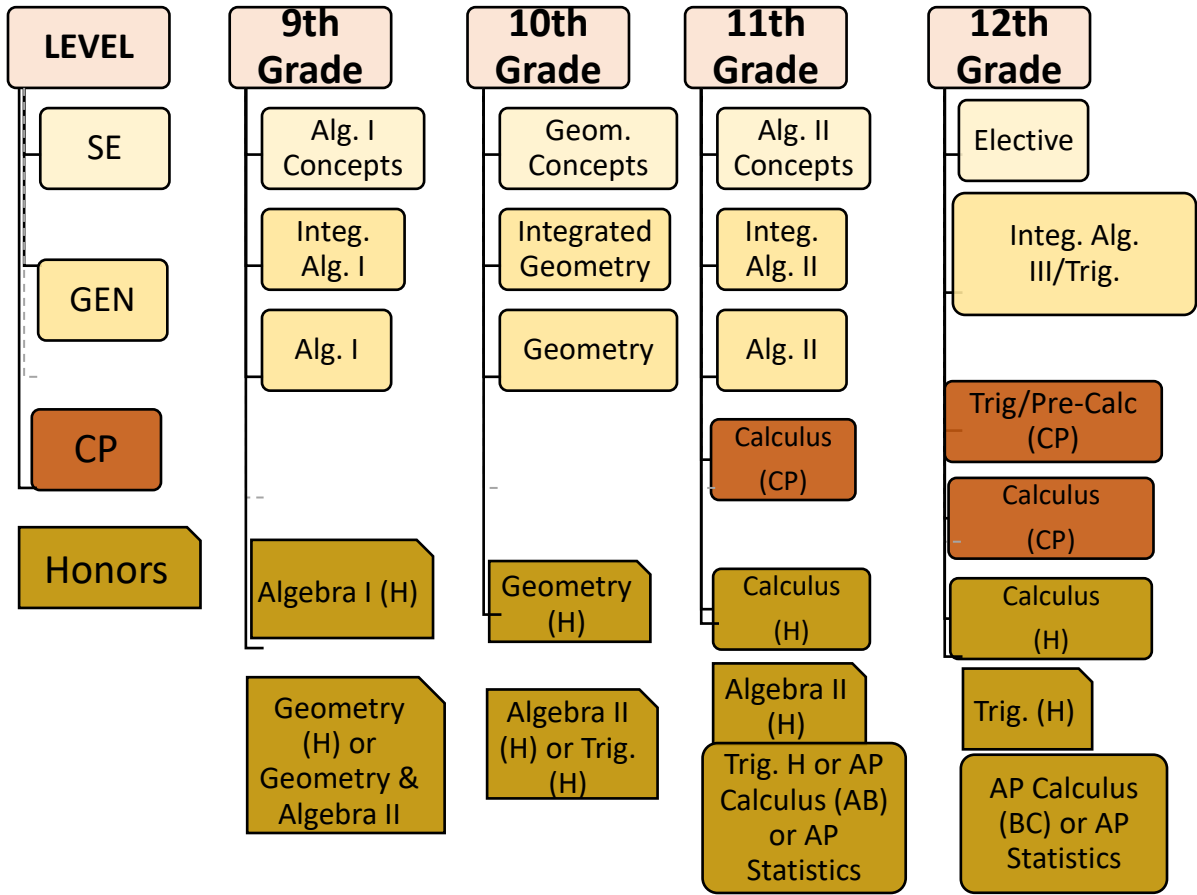 LEVEL
SE
GEN
CP
Honors
9th
Grade
Alg. I
Concepts
Integ.
Alg. I
Alg. I
Algebra I (H)
Geometry
(H) or
Geometry &
Algebra II
10th
Grade
Geom.
Concepts
Integrated
Geometry
Geometry
Geometry
(H)
Algebra II
(H) or Trig.
(H)
11th
Grade
Alg. II
Concepts
Integ.
Alg. II
Alg. II
Calculus
(CP)
Calculus
(H)
Algebra II
(H)
Trig. H or AP
Calculus (AB)
or AP
Statistics
12th
Grade
Elective
Integ. Alg.
III/Trig.
Trig/Pre-Calc
(CP)
Calculus
(CP)
Calculus
(H)
Trig. (H)
AP Calculus
(BC) or AP
Statistics